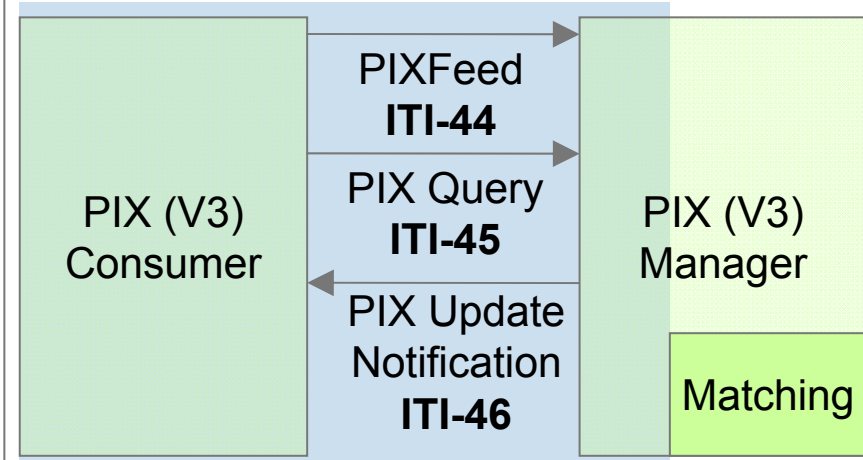 PIX (V3)
Consumer
PIXFeed
ITI-44
PIX Query
ITI-45
PIX Update
Notification
ITI-46
PIX (V3)
Manager
Matching